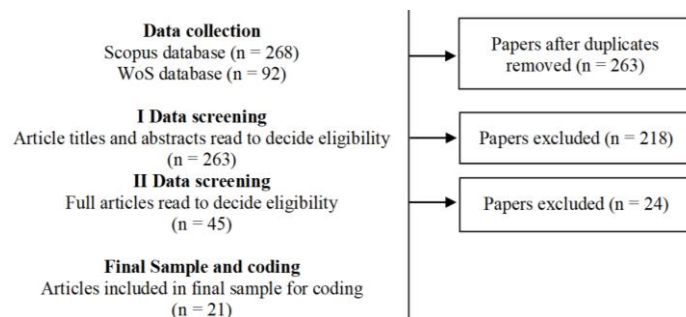 Data collection
Scopus database (n = 268)
WoS database (n = 92)
Papers after duplicates
removed (n = 263)
I Data screening
Article titles and abstracts read to decide eligibility
(n = 263)
Papers excluded (n = 218)
II Data screening
Full articles read to decide eligibility
(n = 45)
Papers excluded (n = 24)
Final Sample and coding
Articles included in final sample for coding
(n = 21)